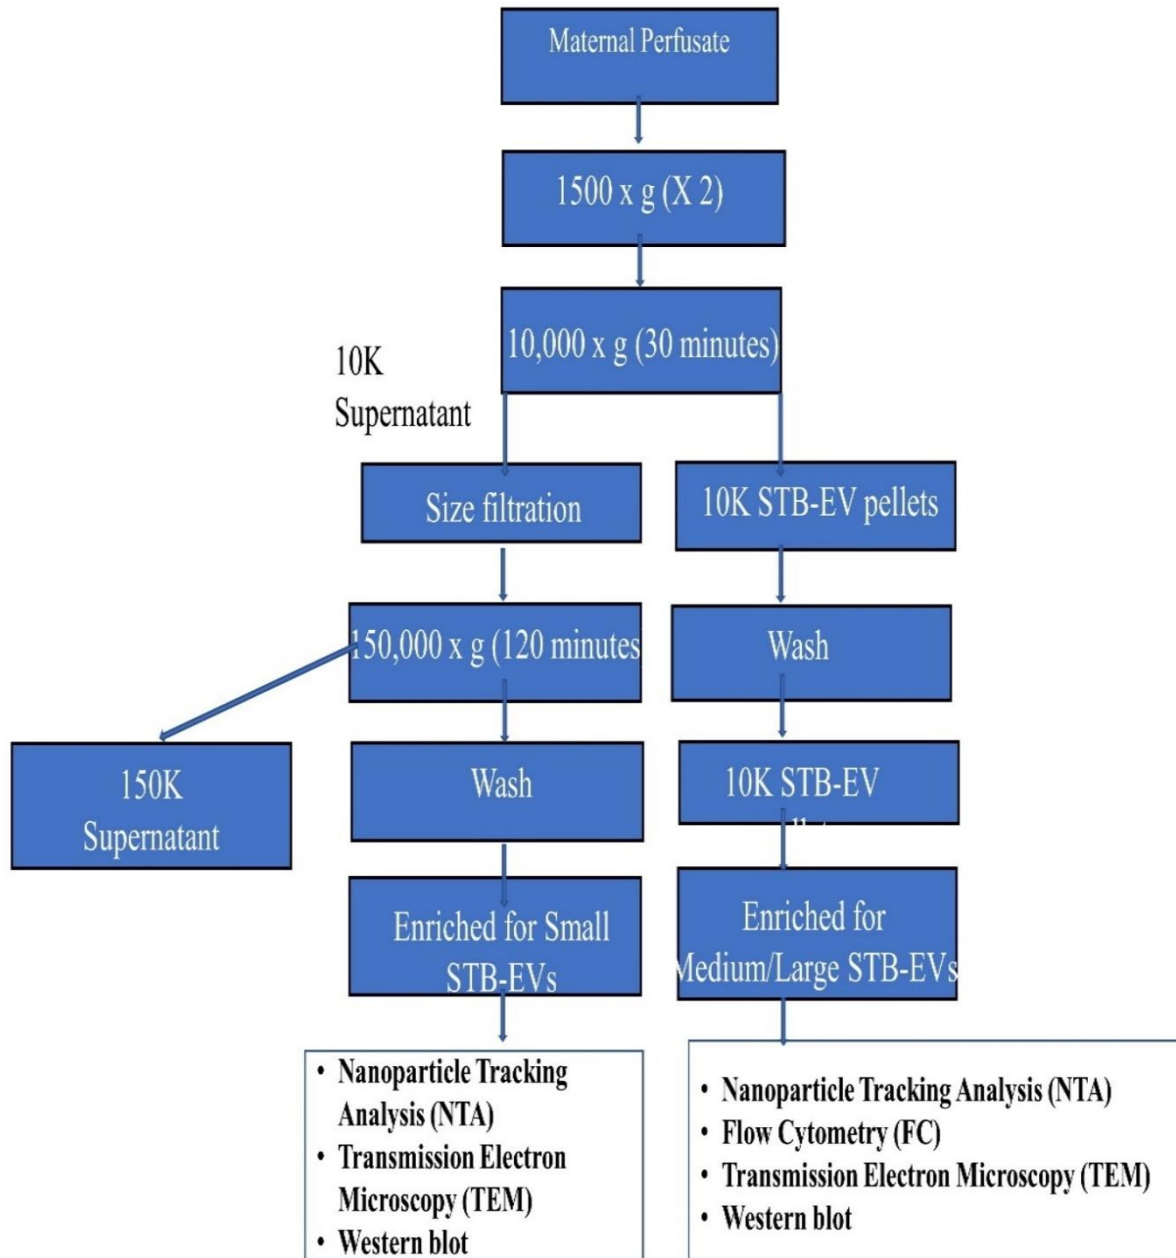 Maternal Perfusate
1500 x g (X 2)
10,000 x g (30 minutes)
10K
Supernatant
Size filtration
10K STB-EV pellets
150,000 x g (120 minutes
Wash
150K
Supernatant
Wash
10K STB-EV
Enriched for Small
STB-EVs
Enriched for
Medium/Large STB-EVs
• Nanoparticle Tracking
Analysis (NTA)
• Transmission Electron
Microscopy (TEM)
• Western blot
• Nanoparticle Tracking Analysis (NTA)
• Flow Cytometry (FC)
• Transmission Electron Microscopy (TEM)
• Western blot